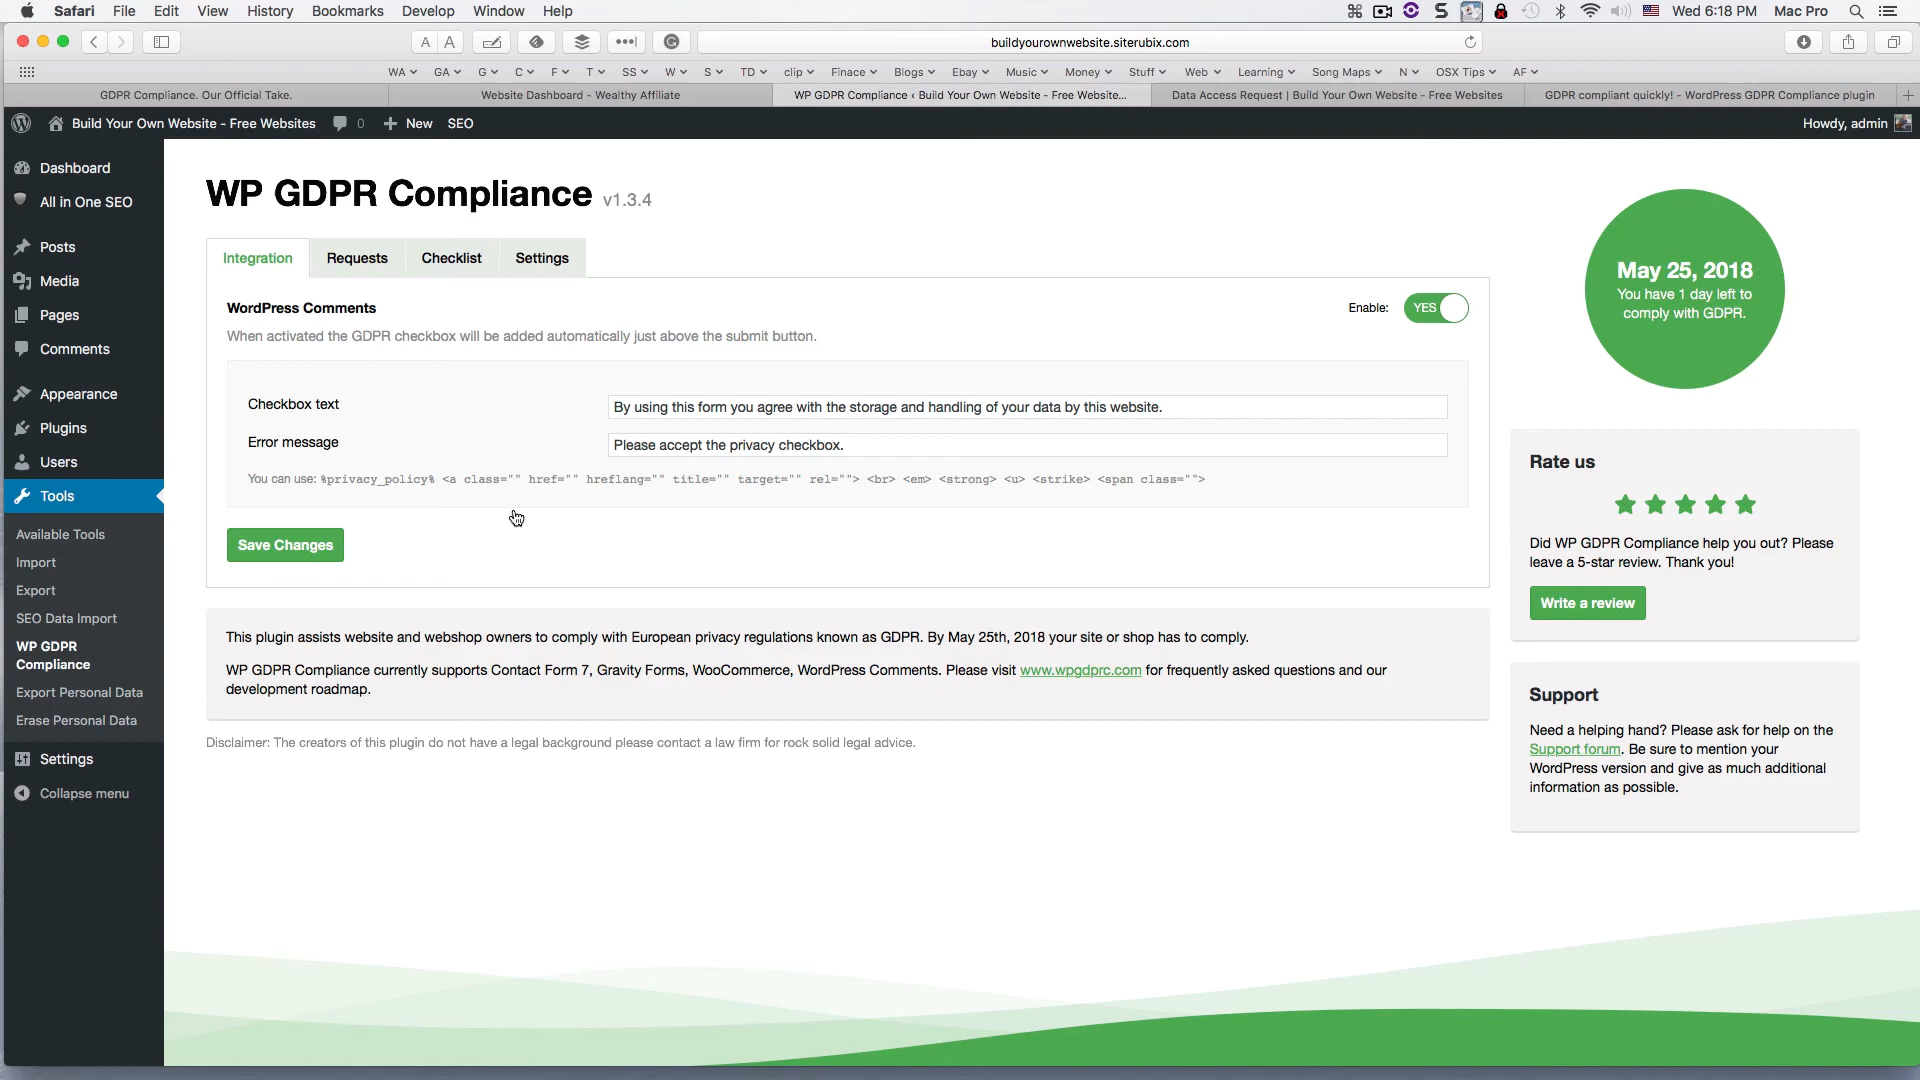 Safari File Edit View History Bookmarks Develop Window Help Wed 6:18 PM Mac Pro
A A buildyourownwebsite.siterubix.com
WA GA G C F T SS W S TD clip Finace Blogs Ebay Music Money Stuff Web Learning Song Maps N OSX Tips AF
GDPR Compliance. Our Official Take. Website Dashboard - Wealthy Affiliate WP GDPR Compliance ‹ Build Your Own Website - Free Website... Data Access Request | Build Your Own Website - Free Websites GDPR compliant quickly! - WordPress GDPR Compliance plugin
Build Your Own Website - Free Websites 0 + New SEO Howdy, admin
Dashboard
All in One SEO
Posts
Media
Pages
Comments
Appearance
Plugins
Users
Tools
Available Tools
Import
Export
SEO Data Import
WP GDPR
Compliance
Export Personal Data
Erase Personal Data
Settings
Collapse menu
WP GDPR Compliance v1.3.4
Integration Requests Checklist Settings
WordPress Comments Enable: YES
When activated the GDPR checkbox will be added automatically just above the submit button.
Checkbox text By using this form you agree with the storage and handling of your data by this website.
Error message Please accept the privacy checkbox.
You can use: %privacy_policy% <a class="" href="" hreflang="" title="" target="" rel=""> <br> <em> <strong> <u> <strike> <span class="">
Save Changes
This plugin assists website and webshop owners to comply with European privacy regulations known as GDPR. By May 25th, 2018 your site or shop has to comply.
WP GDPR Compliance currently supports Contact Form 7, Gravity Forms, WooCommerce, WordPress Comments. Please visit www.wpgdprc.com for frequently asked questions and our
development roadmap.
Disclaimer: The creators of this plugin do not have a legal background please contact a law firm for rock solid legal advice.
May 25, 2018
You have 1 day left to
comply with GDPR.
Rate us
Did WP GDPR Compliance help you out? Please
leave a 5-star review. Thank you!
Write a review
Support
Need a helping hand? Please ask for help on the
Support forum. Be sure to mention your
WordPress version and give as much additional
information as possible.